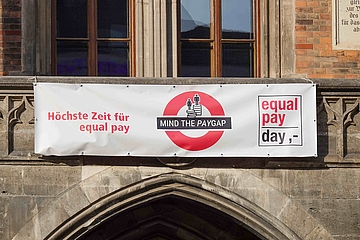 Höchste Zeit für
equal pay
MIND THE PAYGAP
equal
pay
day,-